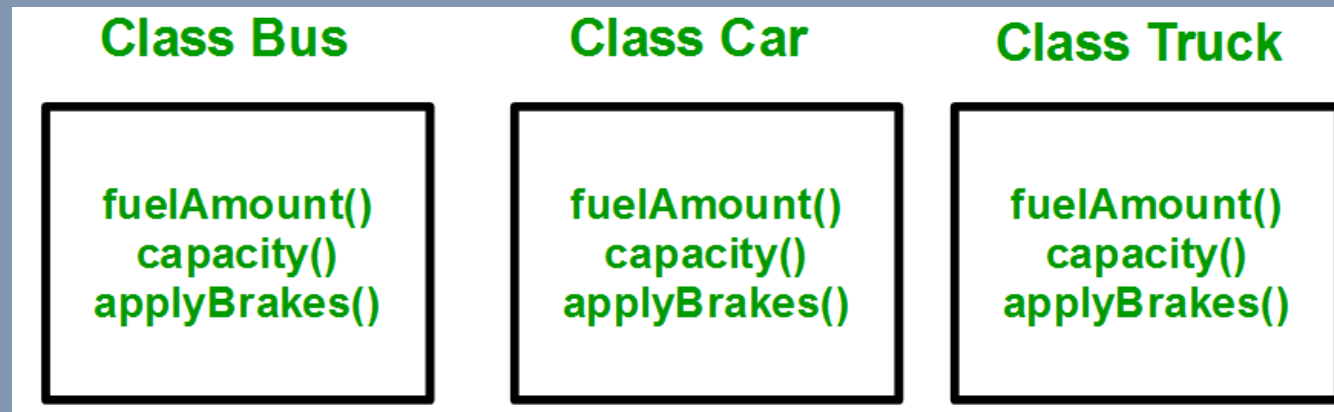 Class Bus
Class Car
Class Truck
fuelAmount()
capacity()
applyBrakes()
fuelAmount()
capacity()
applyBrakes()
fuelAmount()
capacity()
applyBrakes()